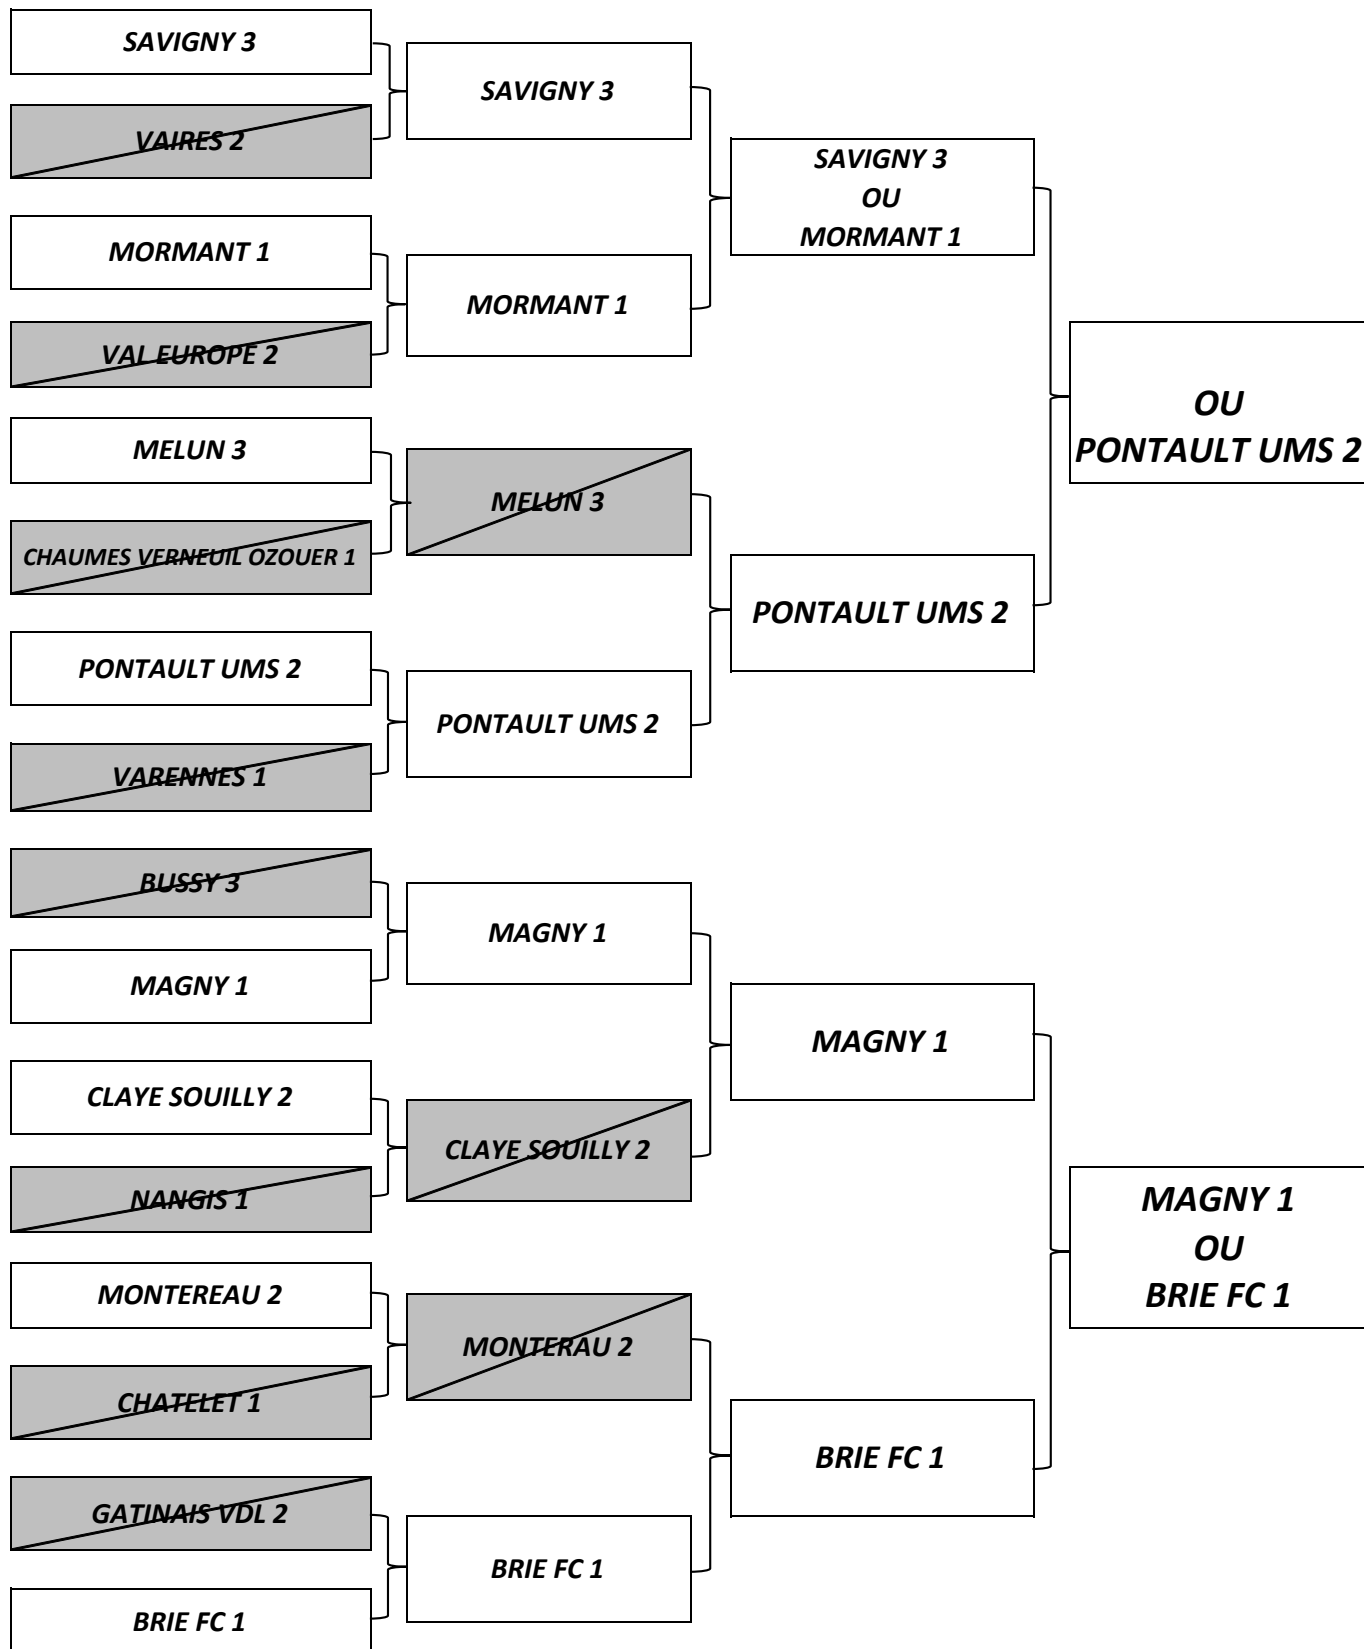 SAVIGNY 3
VAIRES 2
MORMANT 1
VAL EUROPE 2
MELUN 3
CHAUMES VERNEUIL OZOUER 1
PONTAULT UMS 2
VARENNES 1
BUSSY 3
MAGNY 1
CLAYE SOUILLY 2
NANGIS 1
MONTEREAU 2
CHATELET 1
GATINAIS VDL 2
BRIE FC 1
SAVIGNY 3
MORMANT 1
MELUN 3
PONTAULT UMS 2
MAGNY 1
CLAYE SOUILLY 2
MONTERAU 2
BRIE FC 1
SAVIGNY 3
OU
MORMANT 1
PONTAULT UMS 2
MAGNY 1
BRIE FC 1
OU
PONTAULT UMS 2
MAGNY 1
OU
BRIE FC 1